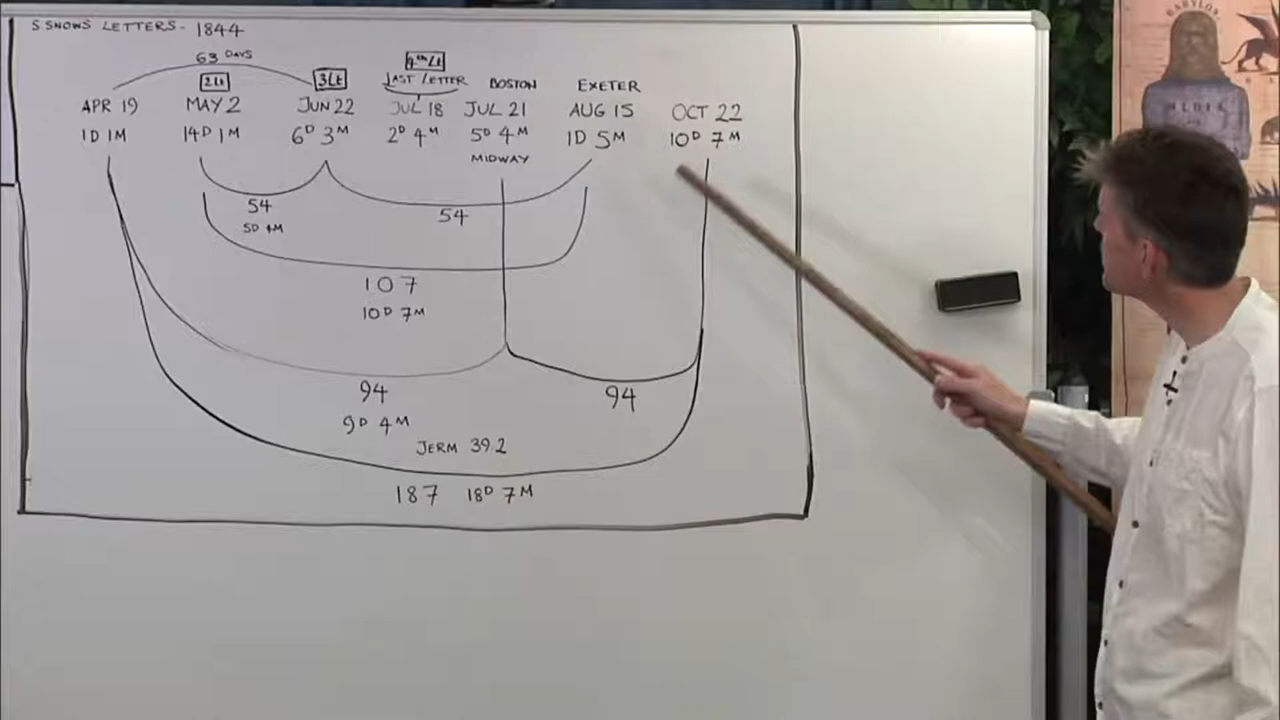 S SNOWS LETTERS - 1844
63 DAYS
2Lt
3Lt
4th Lt
LAST LETTER
BOSTON
EXETER
APR 19
MAY 2
JUN 22
JUL 18
JUL 21
AUG 15
OCT 22
1D 1M
14D 1M
6D 3M
2D 4M
5D 4M
1D 5M
10D 7M
MIDWAY
54
5D 4M
54
107
10D 7M
94
9D 4M
94
JERM 39.2
187 18D 7M
BABYLON
MEDIA